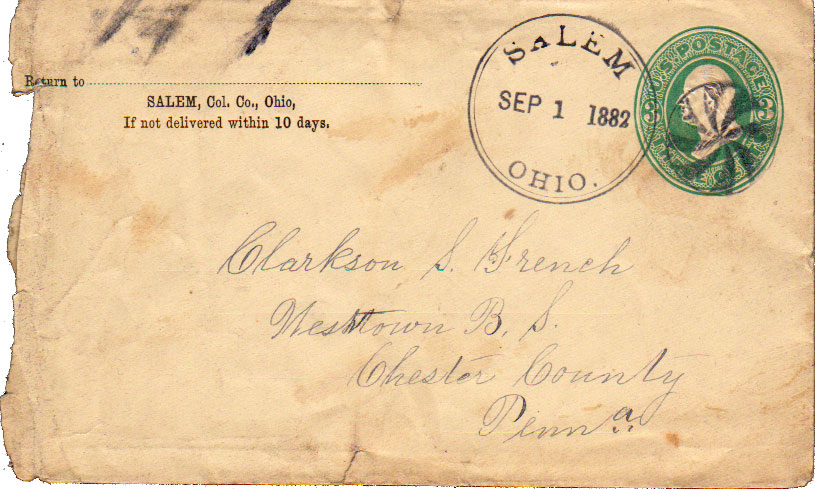 Return to
SALEM, Col. Co., Ohio,
If not delivered within 10 days.
SALEM
SEP 1 1882
OHIO.
U.S. POSTAGE
3 3
Clarkson S. French
Westtown B. S.
Chester County
Penna.